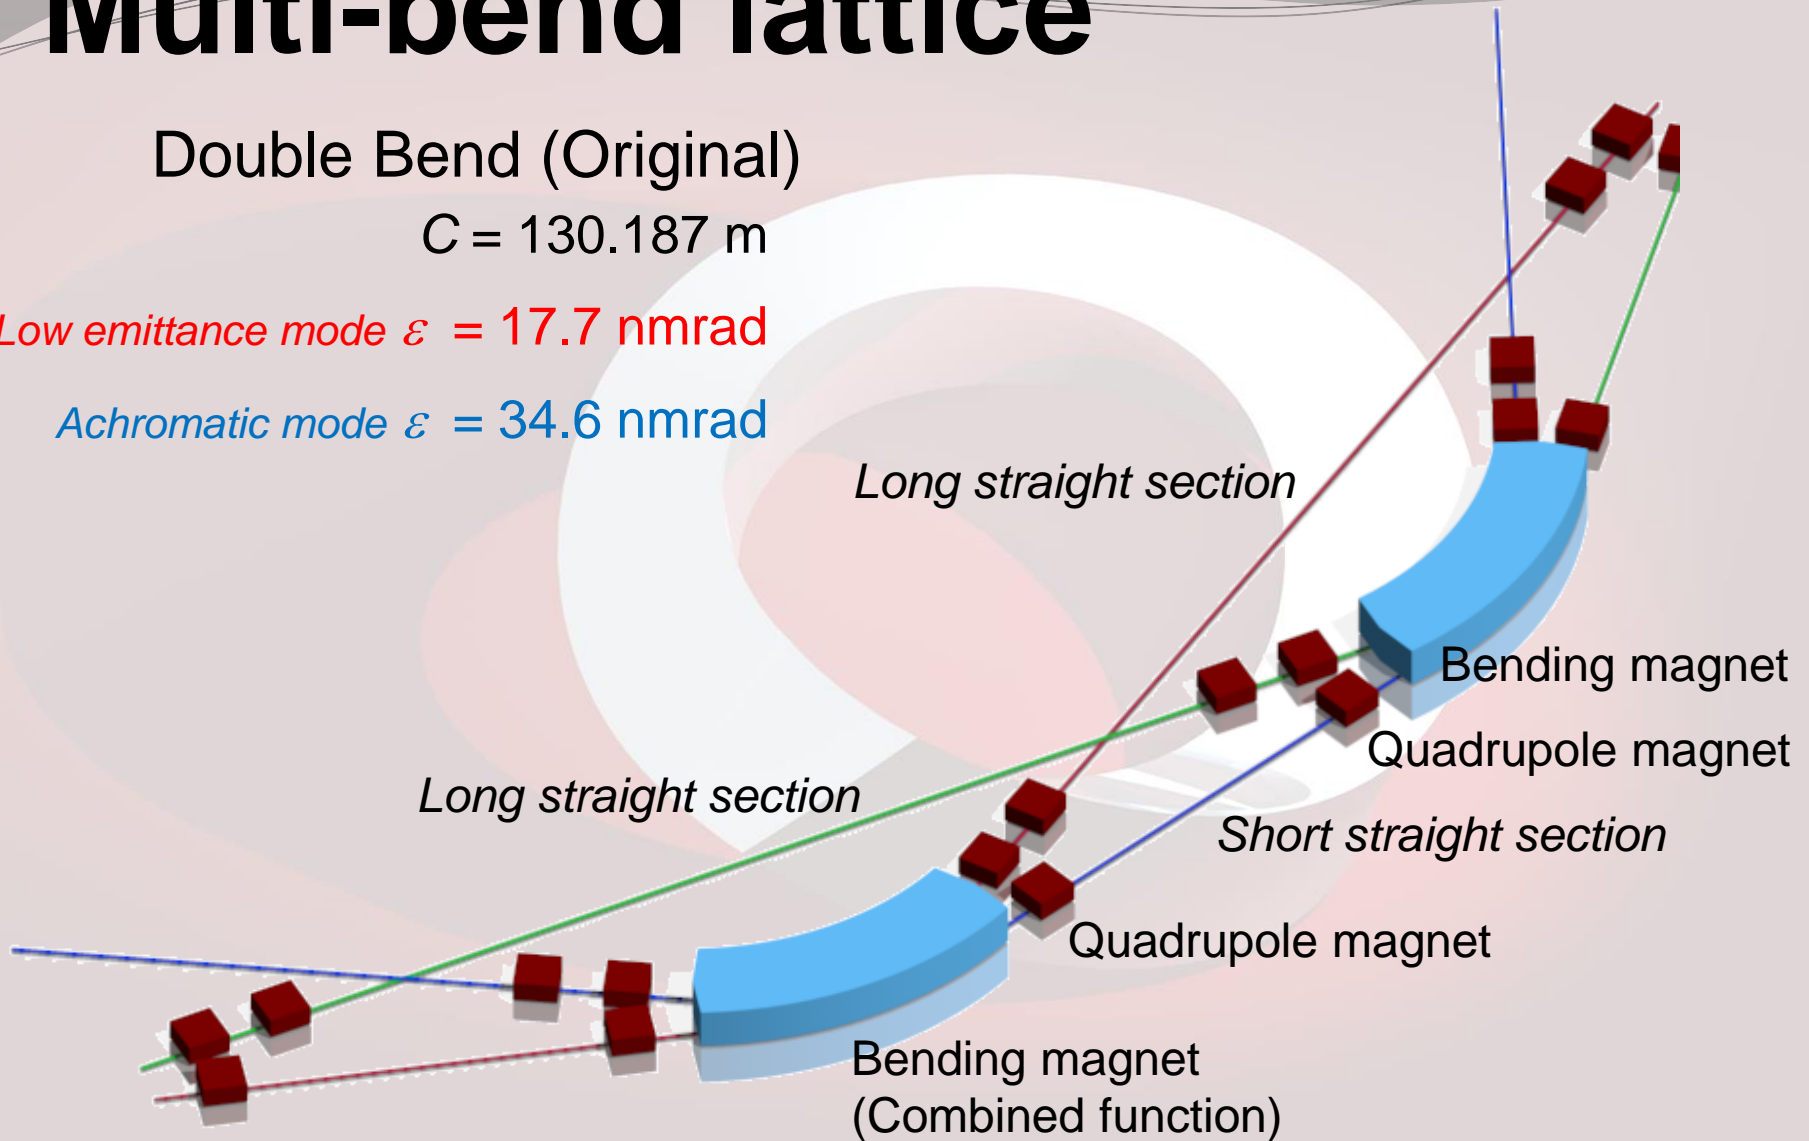 Multi-bend lattice
Double Bend (Original)
C = 130.187 m
Low emittance mode ε = 17.7 nmrad
Achromatic mode ε = 34.6 nmrad
Long straight section
Bending magnet
Quadrupole magnet
Long straight section
Short straight section
Quadrupole magnet
Bending magnet
(Combined function)